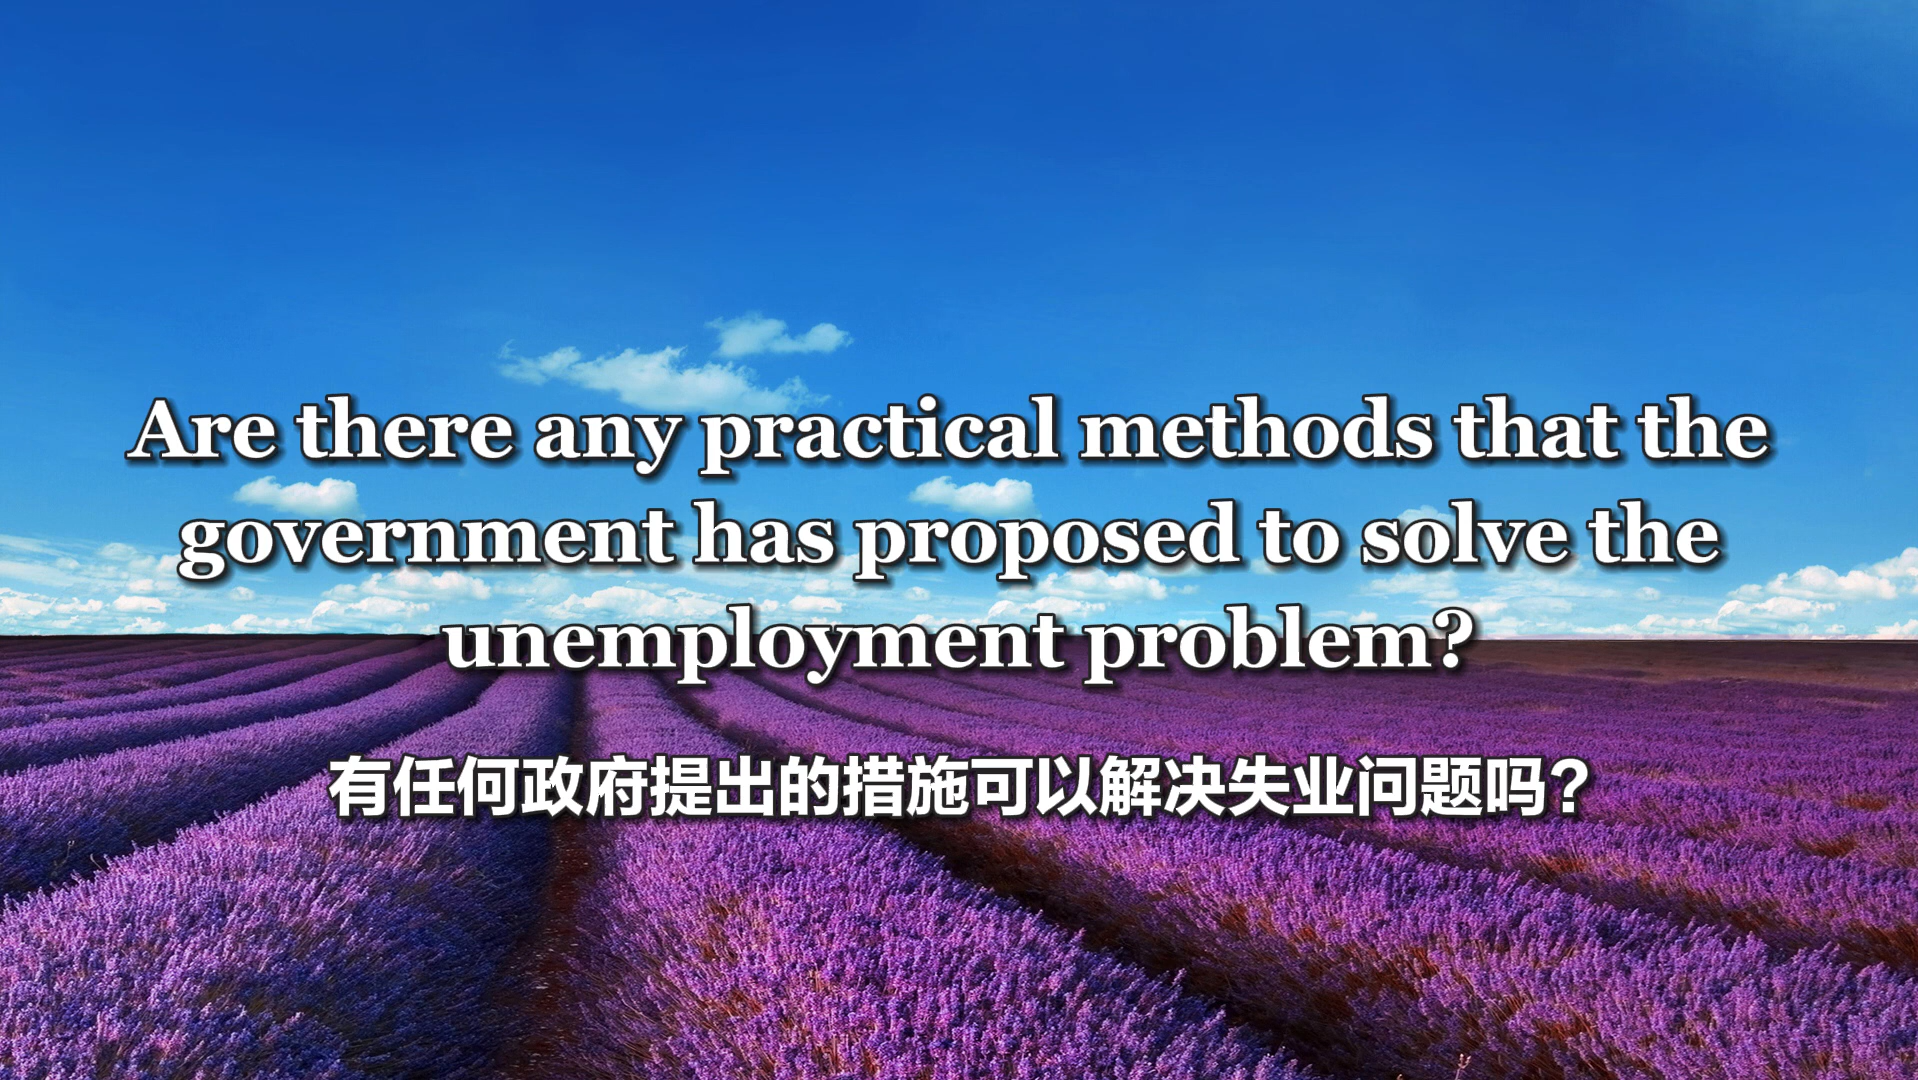 Are there any practical methods that the
government has proposed to solve the
unemployment problem?
有任何政府提出的措施可以解决失业问题吗？